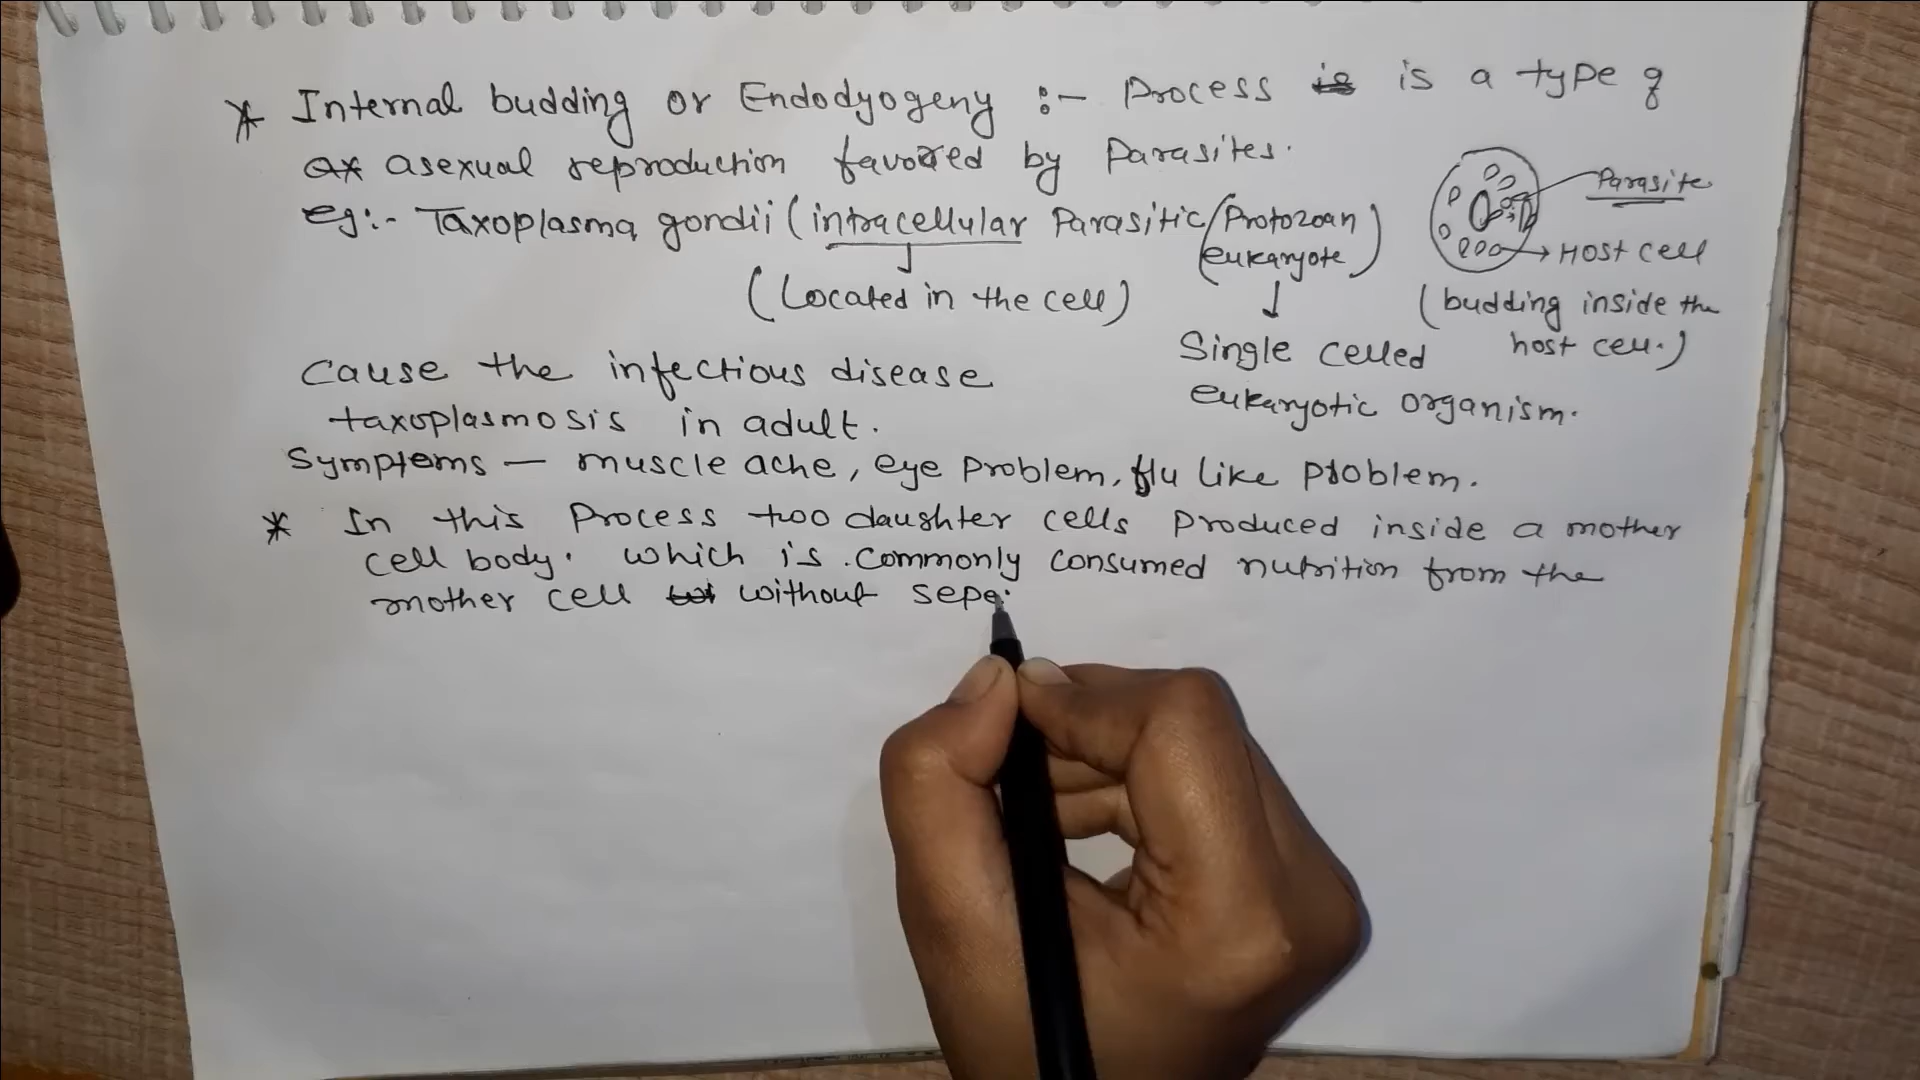 * Internal budding or Endodyogeny :- Process is is a type of
asexual reproduction favored by Parasites.
eg:- Taxoplasma gondii (intracellular Parasitic/Protozoan
eukaryote)
(Located in the cell)
Single celled
eukaryotic organism.
Parasite
Host cell
(budding inside the
host cell.)
Cause the infectious disease
taxoplasmosis in adult.
Symptoms — muscle ache, eye problem, flu like problem.
* In this Process two daughter cells produced inside a mother
cell body. which is commonly consumed nutrition from the
mother cell without sepe